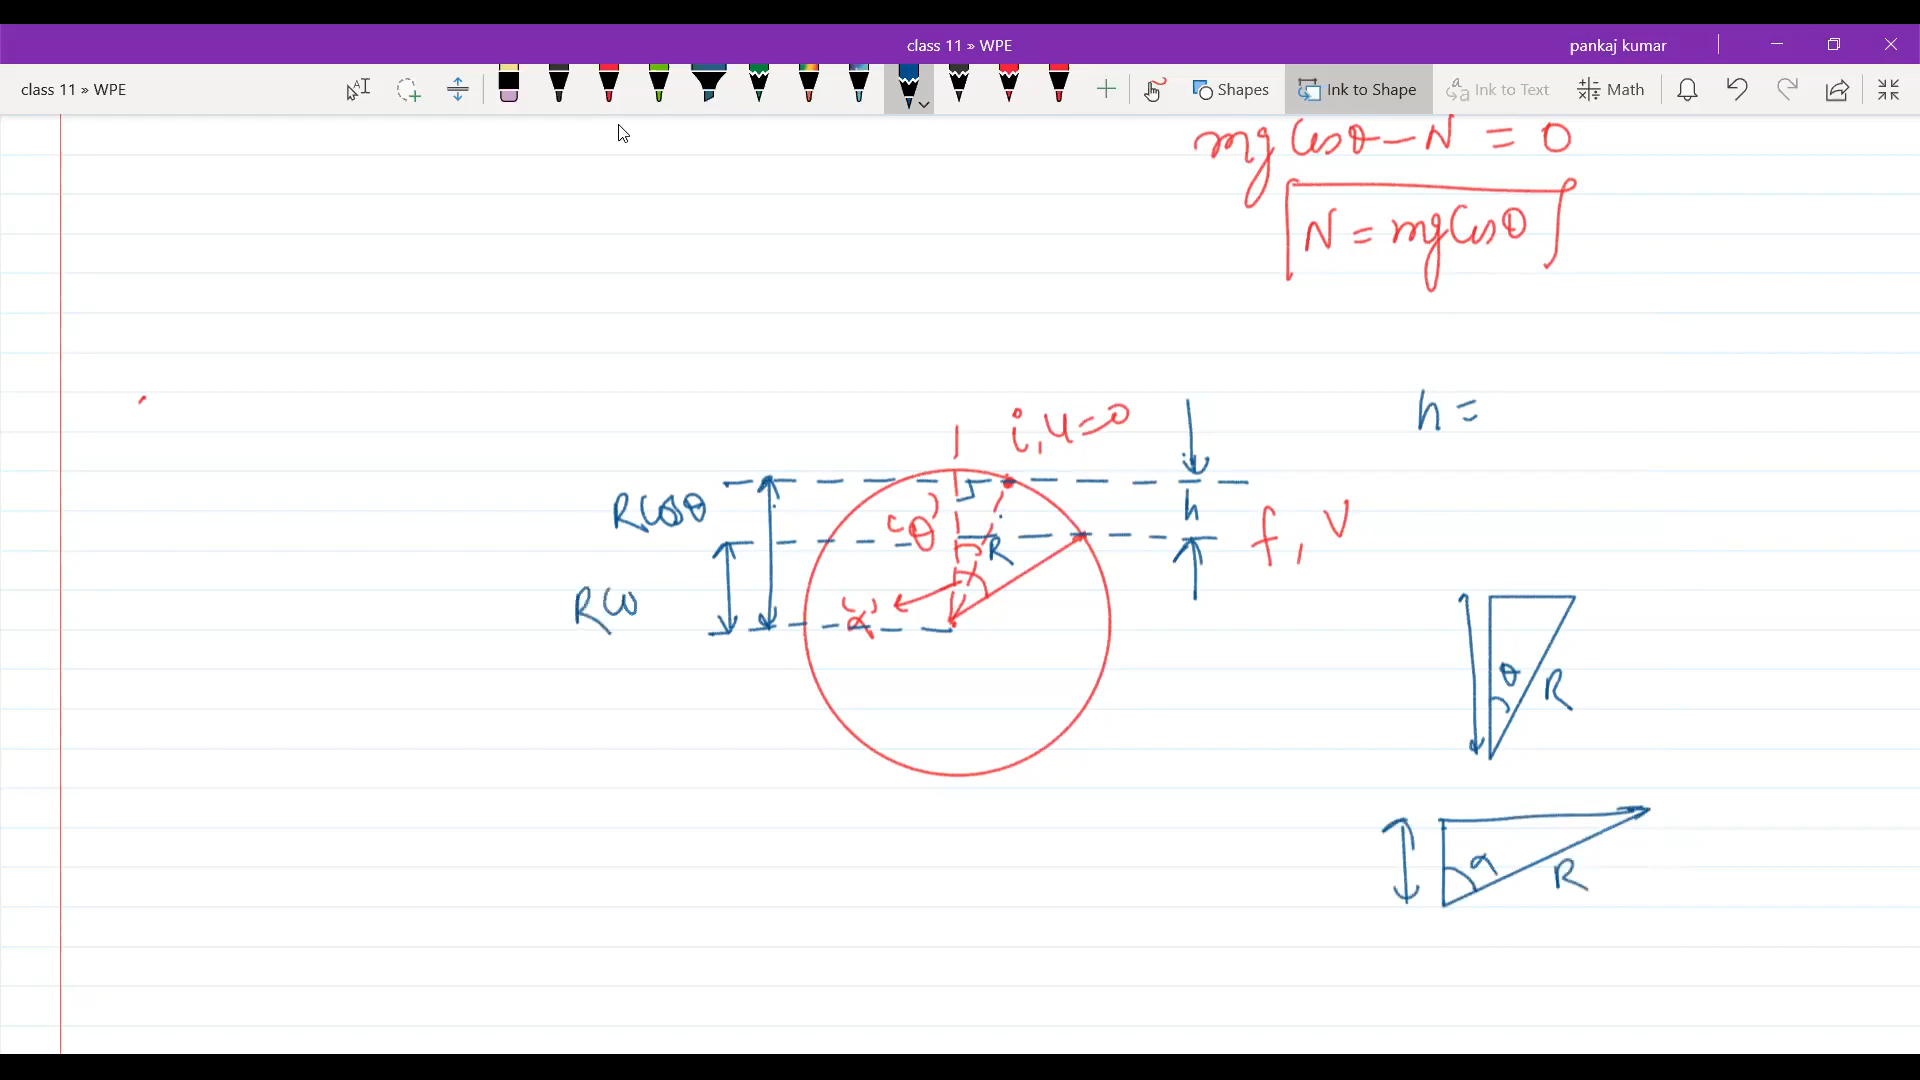 class 11 » WPE
pankaj kumar
class 11 » WPE
Shapes
Ink to Shape
Ink to Text
Math
mg Cosθ – N = 0
N = mg Cosθ
h =
i, u=0
Rcosθ
"θ"
h
f, v
R
R co
"α"
θ
R
α
R